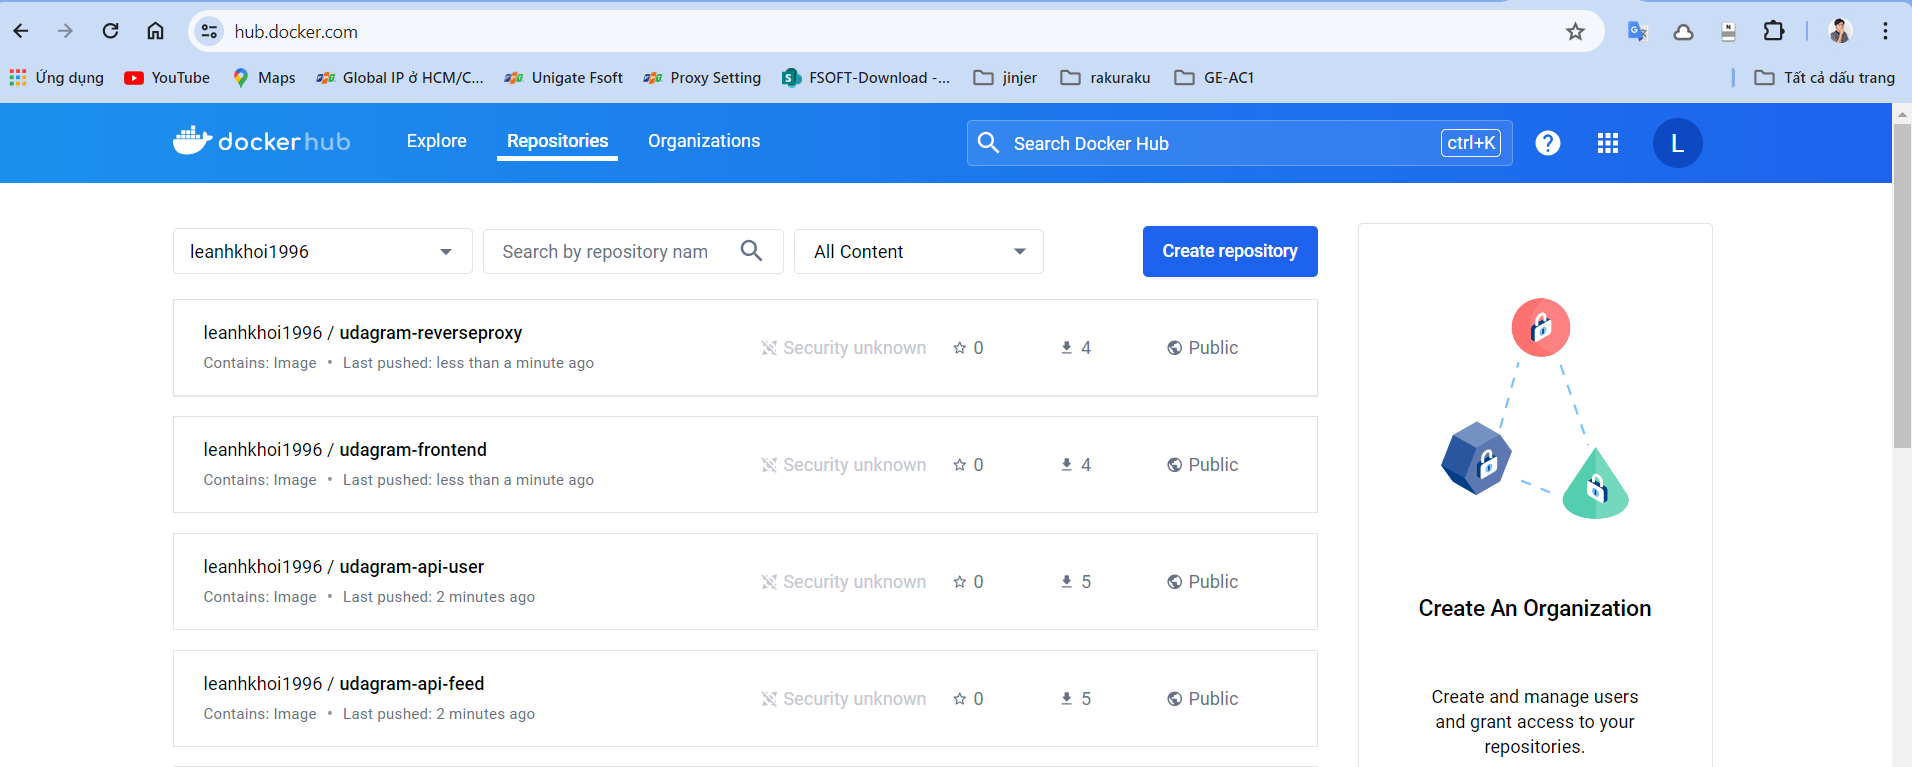 hub.docker.com
Ứng dụng YouTube Maps Global IP ở HCM/C... Unigate Fsoft Proxy Setting FSOFT-Download -... jinjer rakuraku GE-AC1 Tất cả dấu trang
dockerhub Explore Repositories Organizations Search Docker Hub ctrl+K ? L
leanhkhoi1996 Search by repository nam All Content Create repository
leanhkhoi1996 / udagram-reverseproxy
Contains: Image • Last pushed: less than a minute ago
Security unknown 0 4 Public
leanhkhoi1996 / udagram-frontend
Contains: Image • Last pushed: less than a minute ago
Security unknown 0 4 Public
leanhkhoi1996 / udagram-api-user
Contains: Image • Last pushed: 2 minutes ago
Security unknown 0 5 Public
leanhkhoi1996 / udagram-api-feed
Contains: Image • Last pushed: 2 minutes ago
Security unknown 0 5 Public
Create An Organization
Create and manage users
and grant access to your
repositories.